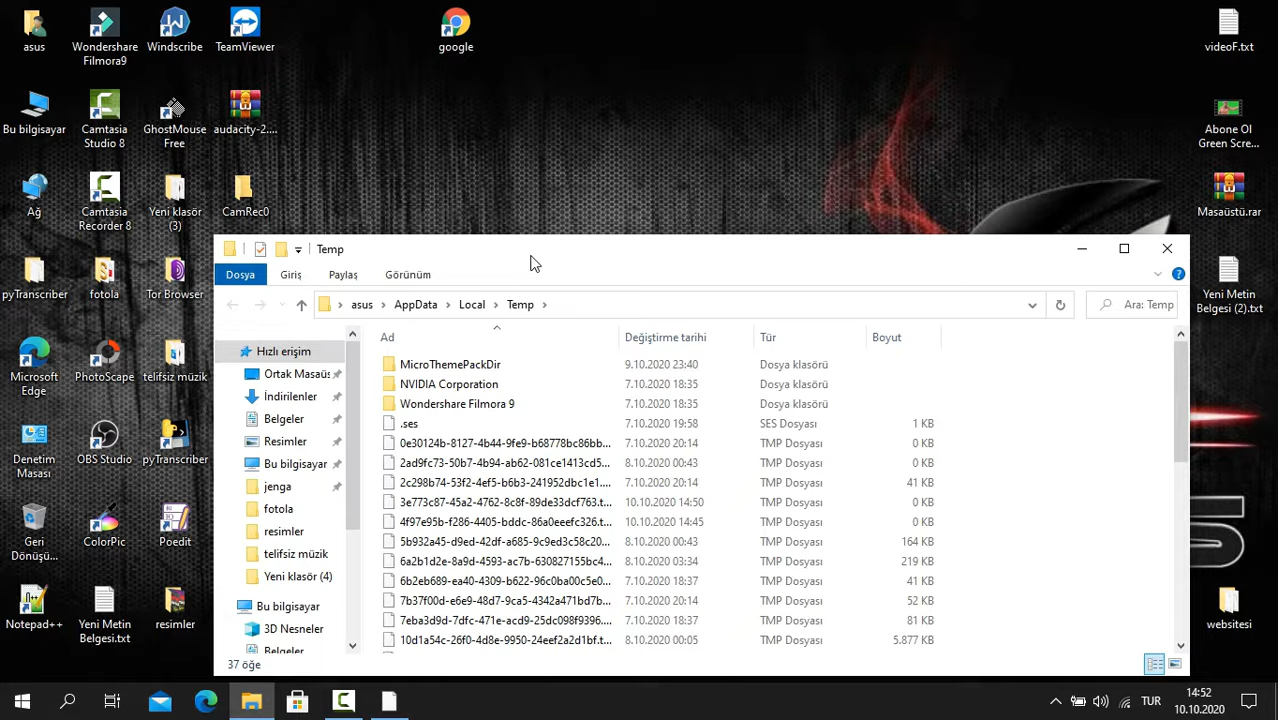 asus
Wondershare
Filmora9
Windscribe
TeamViewer
google
videoF.txt
Bu bilgisayar
Camtasia
Studio 8
GhostMouse
Free
audacity-2....
Abone Ol
Green Scre...
Ağ
Camtasia
Recorder 8
Yeni klasör
(3)
CamRec0
Masaüstü.rar
pyTranscriber
fotola
Tor Browser
Yeni Metin
Belgesi (2).txt
Microsoft
Edge
PhotoScape
telifsiz müzik
Denetim
Masası
OBS Studio
pyTranscriber
Geri
Dönüşü...
ColorPic
Poedit
Notepad++
Yeni Metin
Belgesi.txt
resimler
websitesi
Temp
Dosya
Giriş
Paylaş
Görünüm
asus
AppData
Local
Temp
Ara: Temp
Hızlı erişim
Ortak Masaüs
İndirilenler
Belgeler
Resimler
Bu bilgisayar
jenga
fotola
resimler
telifsiz müzik
Yeni klasör (4)
Bu bilgisayar
3D Nesneler
Belgeler
Ad Değiştirme tarihi Tür Boyut
MicroThemePackDir 9.10.2020 23:40 Dosya klasörü
NVIDIA Corporation 7.10.2020 18:35 Dosya klasörü
Wondershare Filmora 9 7.10.2020 18:35 Dosya klasörü
.ses 7.10.2020 19:58 SES Dosyası 1 KB
0e30124b-8127-4b44-9fe9-b68778bc86bb... 7.10.2020 20:14 TMP Dosyası 0 KB
2ad9fc73-50b7-4b94-ab62-081ce1413cd5... 8.10.2020 00:43 TMP Dosyası 0 KB
2c298b74-53f2-4ef5-b6b3-241952dbc1e1.... 7.10.2020 20:14 TMP Dosyası 41 KB
3e773c87-45a2-4762-8c8f-89de33dcf763.t... 10.10.2020 14:50 TMP Dosyası 0 KB
4f97e95b-f286-4405-bddc-86a0eeefc326.t... 10.10.2020 14:45 TMP Dosyası 0 KB
5b932a45-d9ed-42df-a685-9c9ed3c58c20... 8.10.2020 00:43 TMP Dosyası 164 KB
6a2b1d2e-8a9d-4593-ac7b-630827155bc4... 8.10.2020 03:34 TMP Dosyası 219 KB
6b2eb689-ea40-4309-b622-96c0ba00c5e0... 7.10.2020 18:37 TMP Dosyası 41 KB
7b37f00d-e6e9-48d7-9ca5-4342a471bd7b... 7.10.2020 20:14 TMP Dosyası 52 KB
7eba3d9d-7dfc-471e-acd9-25dc098f9396.... 7.10.2020 18:37 TMP Dosyası 81 KB
10d1a54c-26f0-4d8e-9950-24eef2a2d1bf.t... 8.10.2020 00:05 TMP Dosyası 5.877 KB
37 öğe
TUR
14:52
10.10.2020